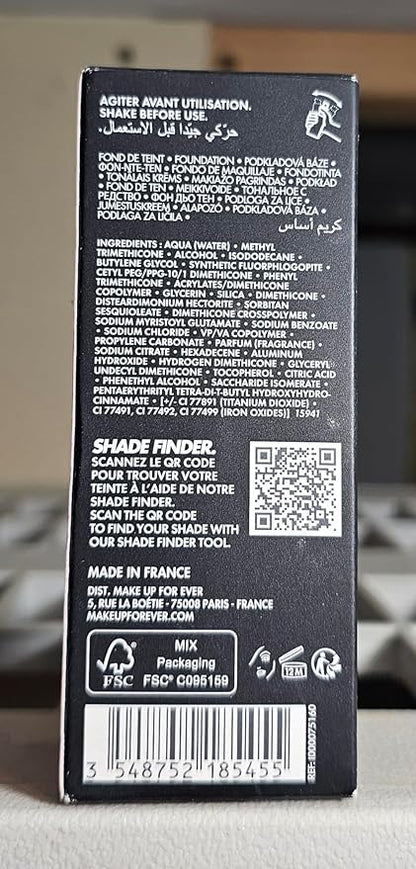 AGITER AVANT UTILISATION.
SHAKE BEFORE USE.
حرّكي جيّدا قبل الاستعمال.
FOND DE TEINT • FOUNDATION • PODKLADOVÁ BÁZE •
ΦΟΝ-ΝΤΕ-ΤΕΝ • FONDO DE MAQUILLAJE • FONDOTINTA
• TONĀLAIS KRĒMS • MAKIAŽO PAGRINDAS • PODKŁAD
• FOND DE TEN • MEIKKIVOIDE • ТОНАЛЬНОЕ С
РЕДСТВО • ФОН ДЬО ТЕН • PODLOGA ZA LICE •
JUMESTUSKREEM • ALAPOZÓ • PODKLADOVÁ BÁZA •
PODLAGA ZA LIČILA •
كريم أساس
INGREDIENTS : AQUA (WATER) • METHYL
TRIMETHICONE • ALCOHOL • ISODODECANE •
BUTYLENE GLYCOL • SYNTHETIC FLUORPHLOGOPITE •
CETYL PEG/PPG-10/1 DIMETHICONE • PHENYL
TRIMETHICONE • ACRYLATES/DIMETHICONE
COPOLYMER • GLYCERIN • SILICA • DIMETHICONE •
DISTEARDIMONIUM HECTORITE • SORBITAN
SESQUIOLEATE • DIMETHICONE CROSSPOLYMER •
SODIUM MYRISTOYL GLUTAMATE • SODIUM BENZOATE
• SODIUM CHLORIDE • VP/VA COPOLYMER •
PROPYLENE CARBONATE • PARFUM (FRAGRANCE) •
SODIUM CITRATE • HEXADECENE • ALUMINUM
HYDROXIDE • HYDROGEN DIMETHICONE • GLYCERYL
UNDECYL DIMETHICONE • TOCOPHEROL • CITRIC ACID
• PHENETHYL ALCOHOL • SACCHARIDE ISOMERATE •
PENTAERYTHRITYL TETRA-DI-T-BUTYL HYDROXYHYDRO-
CINNAMATE • [+/- CI 77891 (TITANIUM DIOXIDE) •
CI 77491, CI 77492, CI 77499 (IRON OXIDES)] 15941
SHADE FINDER.
SCANNEZ LE QR CODE
POUR TROUVER VOTRE
TEINTE À L'AIDE DE NOTRE
SHADE FINDER.
SCAN THE QR CODE
TO FIND YOUR SHADE WITH
OUR SHADE FINDER TOOL.
MADE IN FRANCE
DIST. MAKE UP FOR EVER
5, RUE LA BOÉTIE - 75008 PARIS - FRANCE
MAKEUPFOREVER.COM
FSC
MIX
Packaging
FSC® C095159
12M
3 548752 185455
REF: I000075160